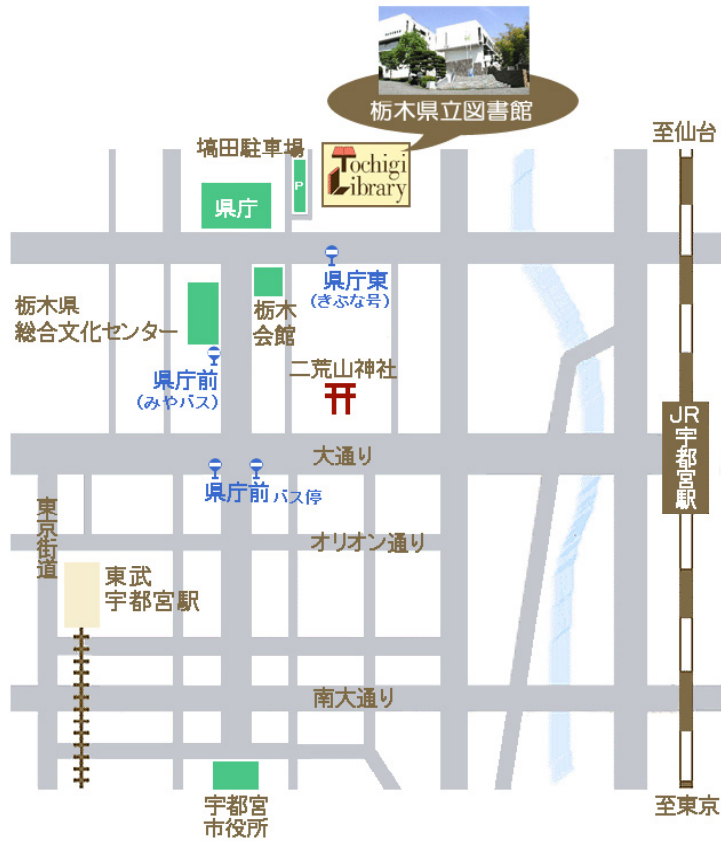 栃木県立図書館
至仙台
塙田駐車場
P
Tochigi
Library
県庁
県庁東
(きぶな号)
栃木県
総合文化センター
栃木
会館
県庁前
(みやバス)
二荒山神社
JR宇都宮駅
大通り
県庁前バス停
東京街道
オリオン通り
東武
宇都宮駅
南大通り
宇都宮
市役所
至東京